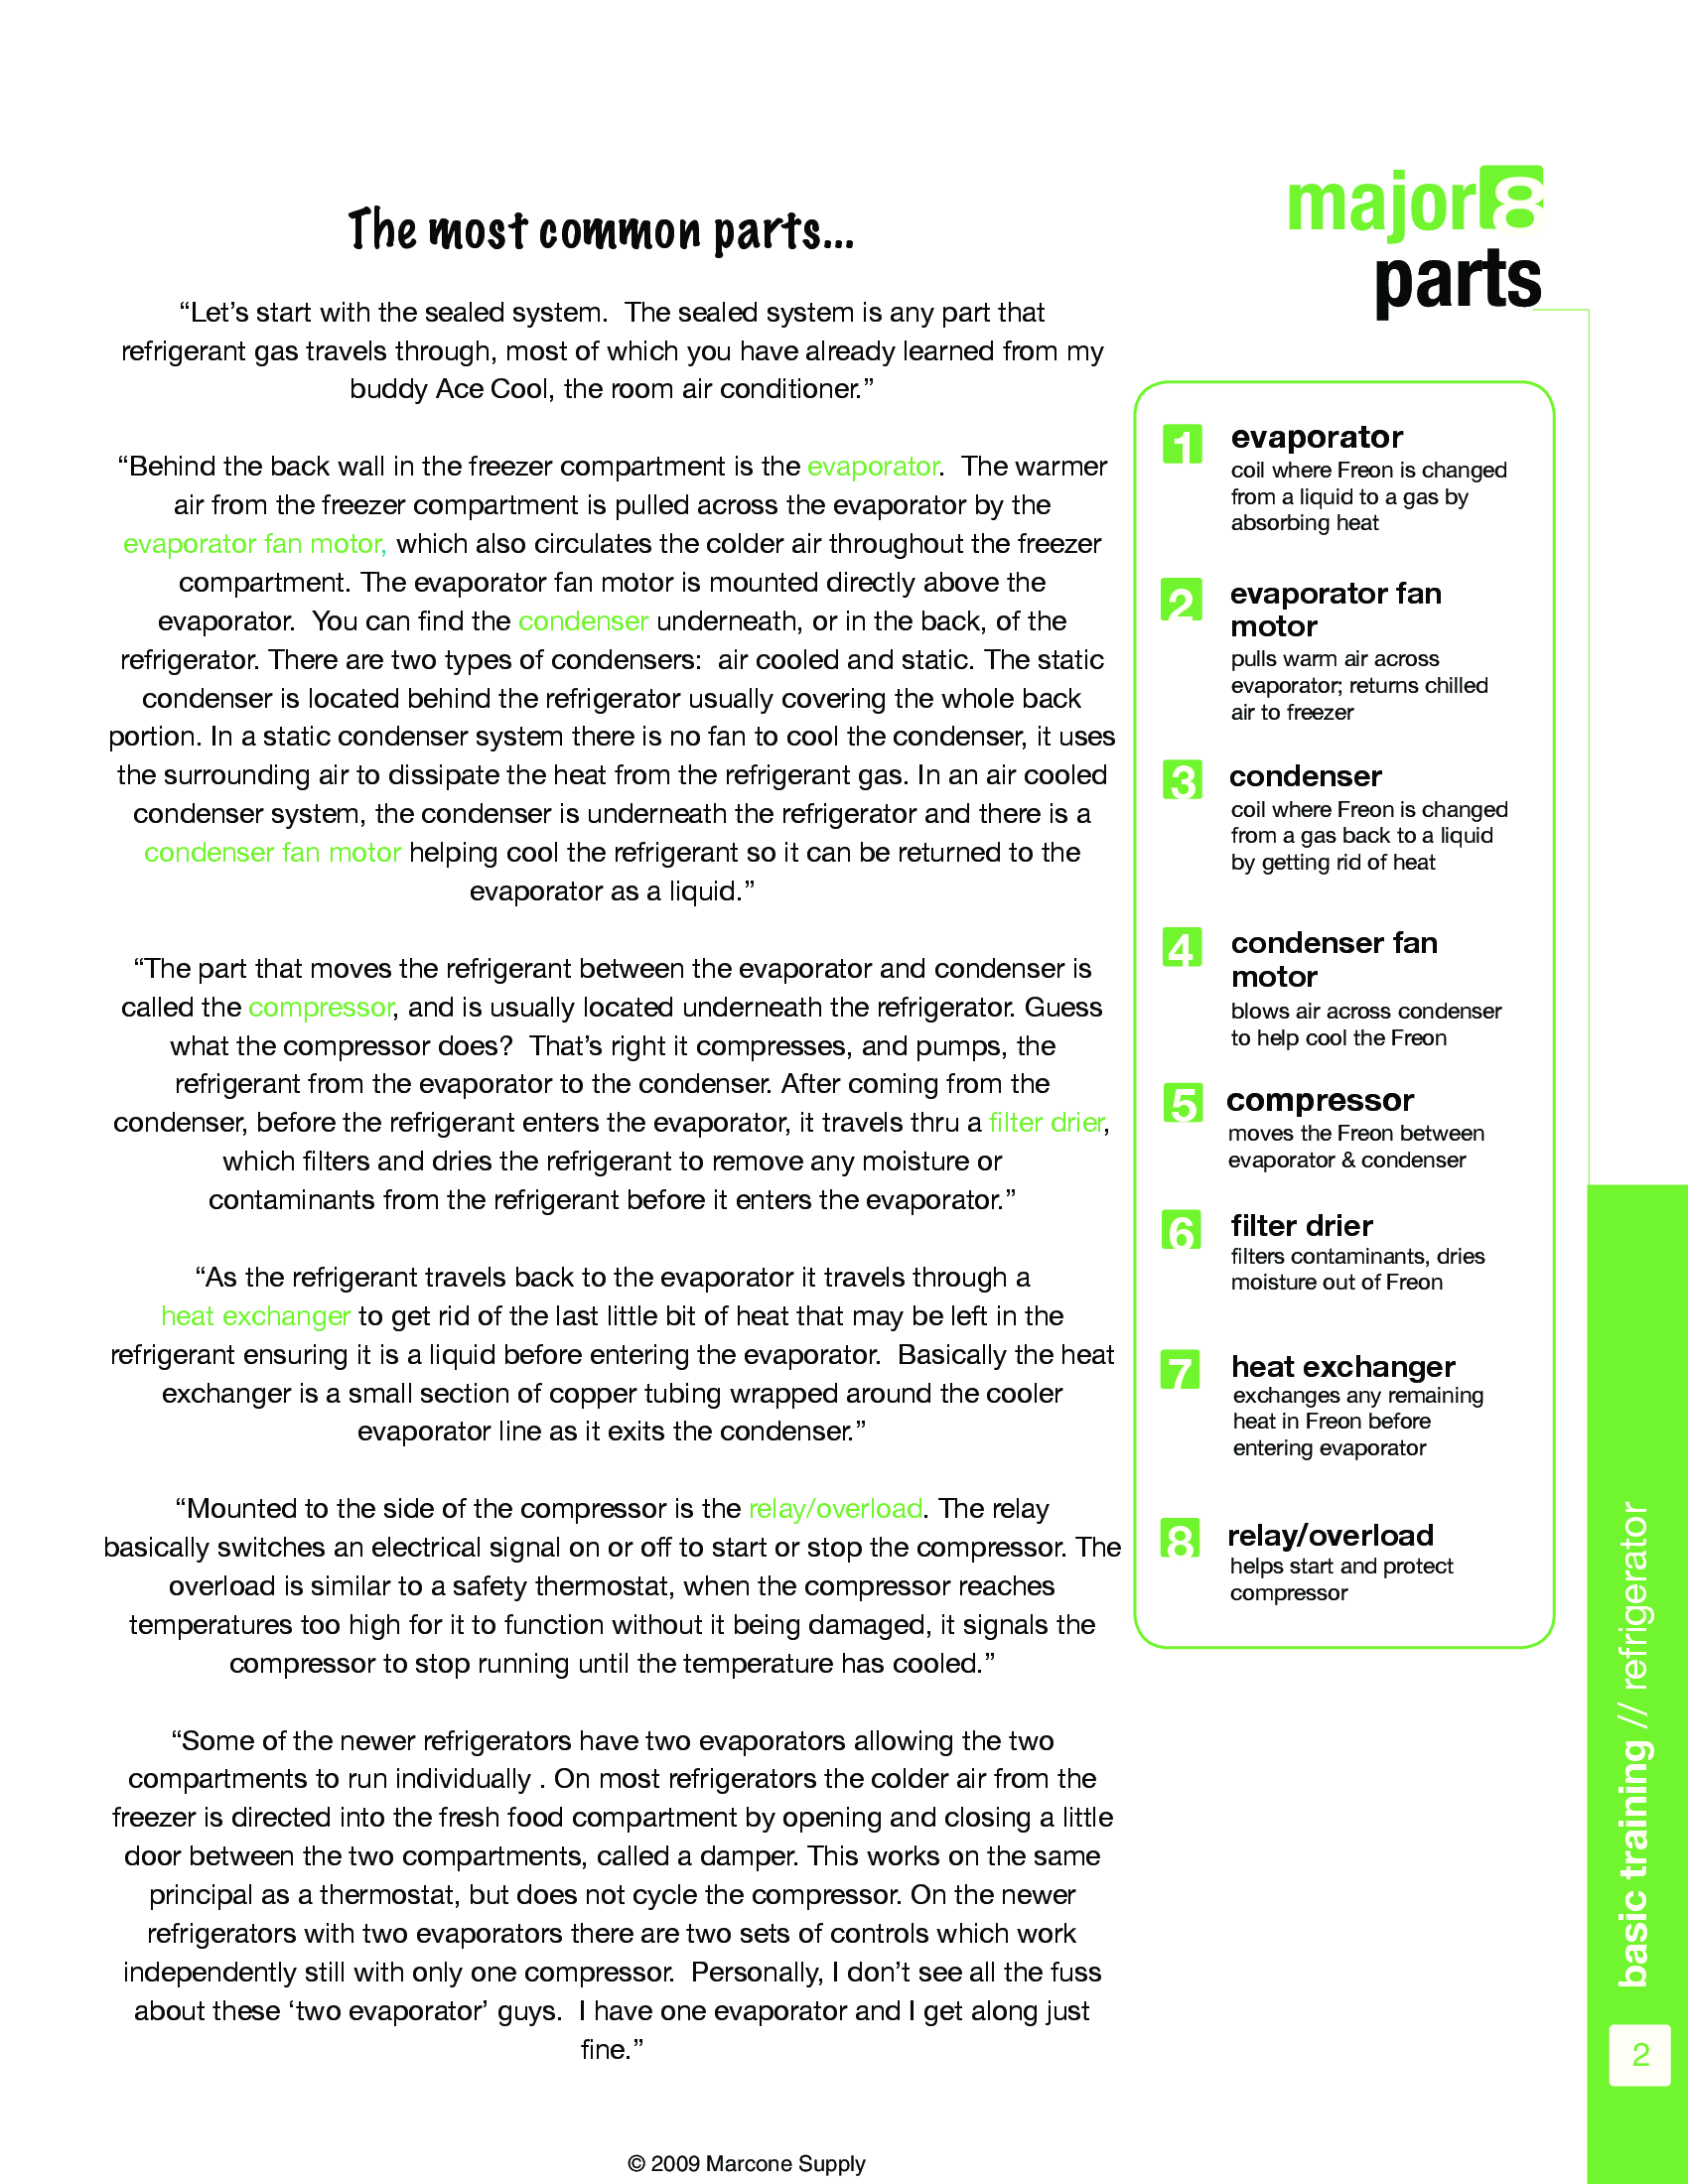 The most common parts...
“Let’s start with the sealed system.  The sealed system is any part that
refrigerant gas travels through, most of which you have already learned from my
buddy Ace Cool, the room air conditioner.”
“Behind the back wall in the freezer compartment is the evaporator.  The warmer
air from the freezer compartment is pulled across the evaporator by the
evaporator fan motor, which also circulates the colder air throughout the freezer
compartment. The evaporator fan motor is mounted directly above the
evaporator.  You can find the condenser underneath, or in the back, of the
refrigerator. There are two types of condensers:  air cooled and static. The static
condenser is located behind the refrigerator usually covering the whole back
portion. In a static condenser system there is no fan to cool the condenser, it uses
the surrounding air to dissipate the heat from the refrigerant gas. In an air cooled
condenser system, the condenser is underneath the refrigerator and there is a
condenser fan motor helping cool the refrigerant so it can be returned to the
evaporator as a liquid.”
“The part that moves the refrigerant between the evaporator and condenser is
called the compressor, and is usually located underneath the refrigerator. Guess
what the compressor does?  That’s right it compresses, and pumps, the
refrigerant from the evaporator to the condenser. After coming from the
condenser, before the refrigerant enters the evaporator, it travels thru a filter drier,
which filters and dries the refrigerant to remove any moisture or
contaminants from the refrigerant before it enters the evaporator.”
“As the refrigerant travels back to the evaporator it travels through a
heat exchanger to get rid of the last little bit of heat that may be left in the
refrigerant ensuring it is a liquid before entering the evaporator.  Basically the heat
exchanger is a small section of copper tubing wrapped around the cooler
evaporator line as it exits the condenser.”
“Mounted to the side of the compressor is the relay/overload. The relay
basically switches an electrical signal on or off to start or stop the compressor. The
overload is similar to a safety thermostat, when the compressor reaches
temperatures too high for it to function without it being damaged, it signals the
compressor to stop running until the temperature has cooled.”
“Some of the newer refrigerators have two evaporators allowing the two
compartments to run individually . On most refrigerators the colder air from the
freezer is directed into the fresh food compartment by opening and closing a little
door between the two compartments, called a damper. This works on the same
principal as a thermostat, but does not cycle the compressor. On the newer
refrigerators with two evaporators there are two sets of controls which work
independently still with only one compressor.  Personally, I don’t see all the fuss
about these ‘two evaporator’ guys.  I have one evaporator and I get along just
fine.”
major8
parts
1 evaporator
coil where Freon is changed
from a liquid to a gas by
absorbing heat
2 evaporator fan
motor
pulls warm air across
evaporator; returns chilled
air to freezer
3 condenser
coil where Freon is changed
from a gas back to a liquid
by getting rid of heat
4 condenser fan
motor
blows air across condenser
to help cool the Freon
5 compressor
moves the Freon between
evaporator & condenser
6 filter drier
filters contaminants, dries
moisture out of Freon
7 heat exchanger
exchanges any remaining
heat in Freon before
entering evaporator
8 relay/overload
helps start and protect
compressor
basic training // refrigerator
2
© 2009 Marcone Supply